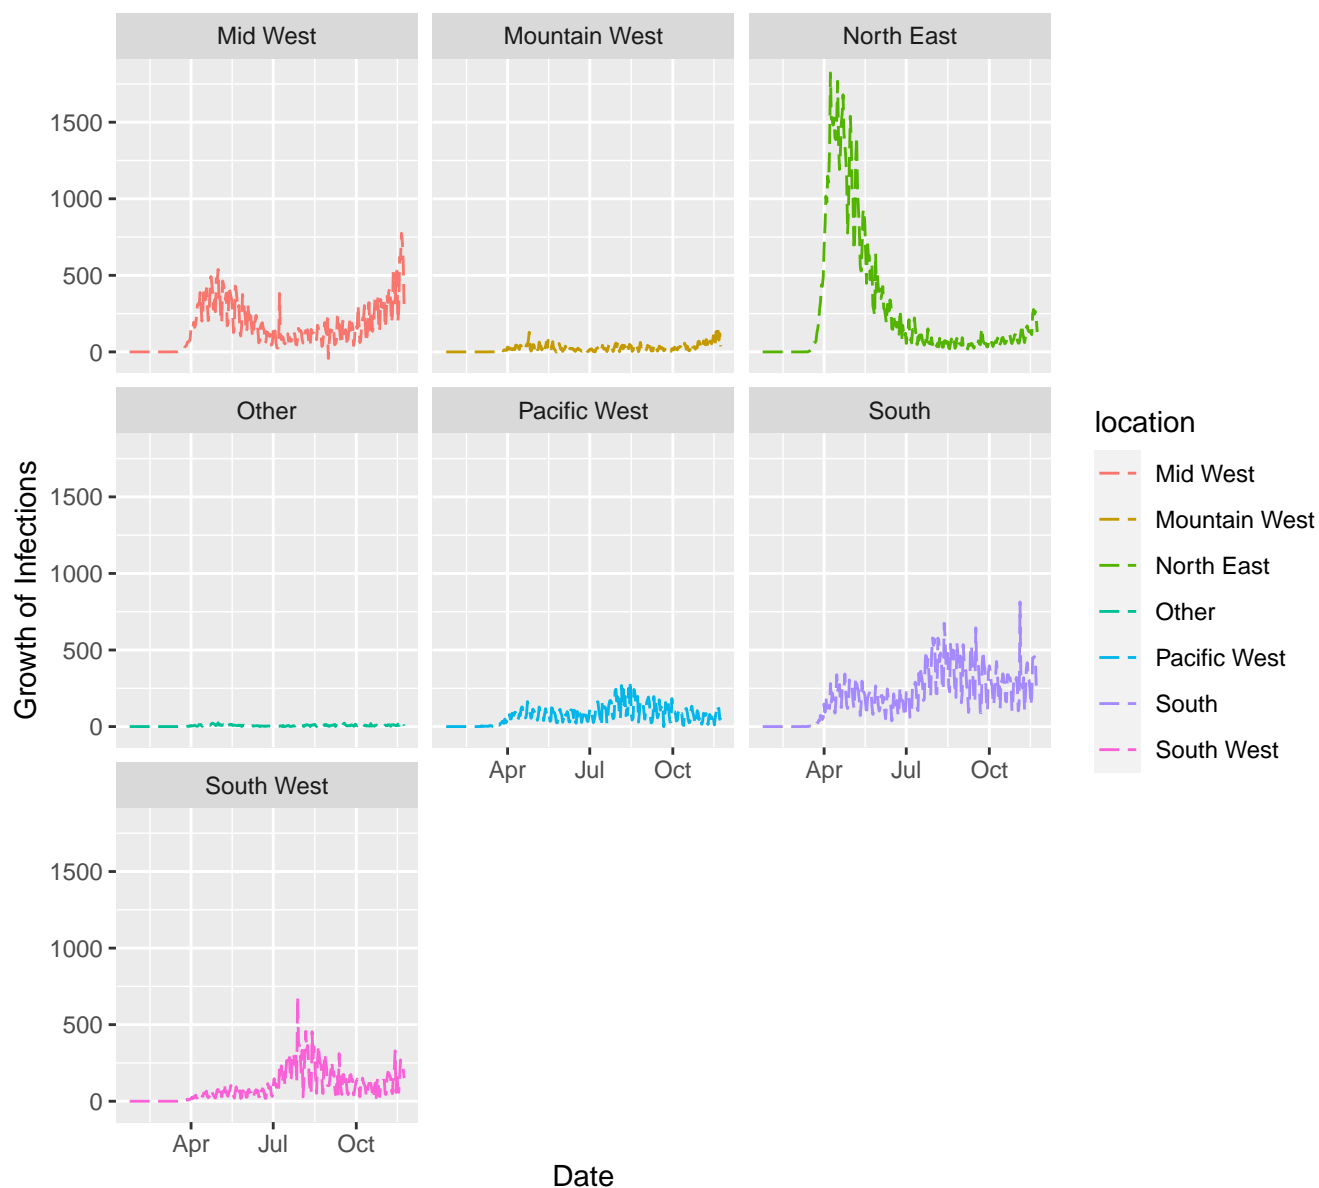 Mid West
Mountain West
North East
1500
1000
500
0
Other
Pacific West
South
1500
1000
500
0
Apr Jul Oct
Apr Jul Oct
South West
1500
1000
500
0
Apr Jul Oct
Date
Growth of Infections
location
Mid West
Mountain West
North East
Other
Pacific West
South
South West